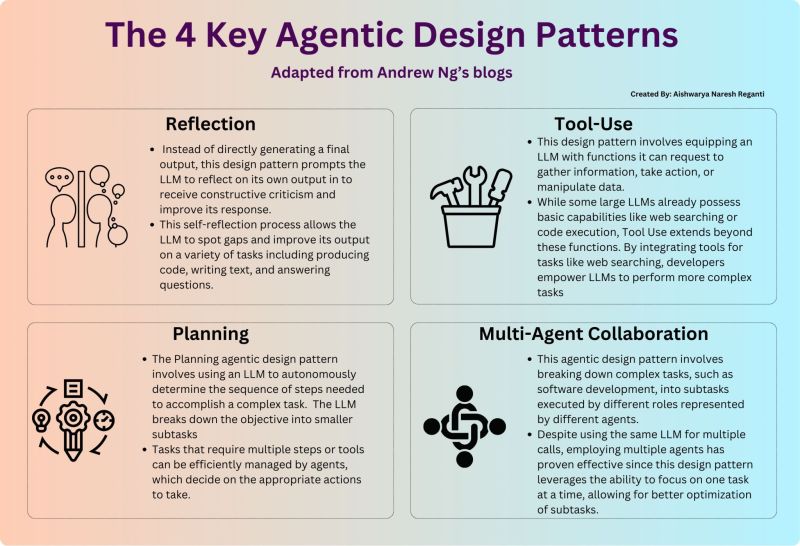 The 4 Key Agentic Design Patterns
Adapted from Andrew Ng's blogs
Created By: Aishwarya Naresh Reganti
Reflection
• Instead of directly generating a final
output, this design pattern prompts the
LLM to reflect on its own output in to
receive constructive criticism and
improve its response.
• This self-reflection process allows the
LLM to spot gaps and improve its output
on a variety of tasks including producing
code, writing text, and answering
questions.
Tool-Use
• This design pattern involves equipping an
LLM with functions it can request to
gather information, take action, or
manipulate data.
• While some large LLMs already possess
basic capabilities like web searching or
code execution, Tool Use extends beyond
these functions. By integrating tools for
tasks like web searching, developers
empower LLMs to perform more complex
tasks
Planning
• The Planning agentic design pattern
involves using an LLM to autonomously
determine the sequence of steps needed
to accomplish a complex task. The LLM
breaks down the objective into smaller
subtasks
• Tasks that require multiple steps or tools
can be efficiently managed by agents,
which decide on the appropriate actions
to take.
Multi-Agent Collaboration
• This agentic design pattern involves
breaking down complex tasks, such as
software development, into subtasks
executed by different roles represented
by different agents.
• Despite using the same LLM for multiple
calls, employing multiple agents has
proven effective since this design pattern
leverages the ability to focus on one task
at a time, allowing for better optimization
of subtasks.